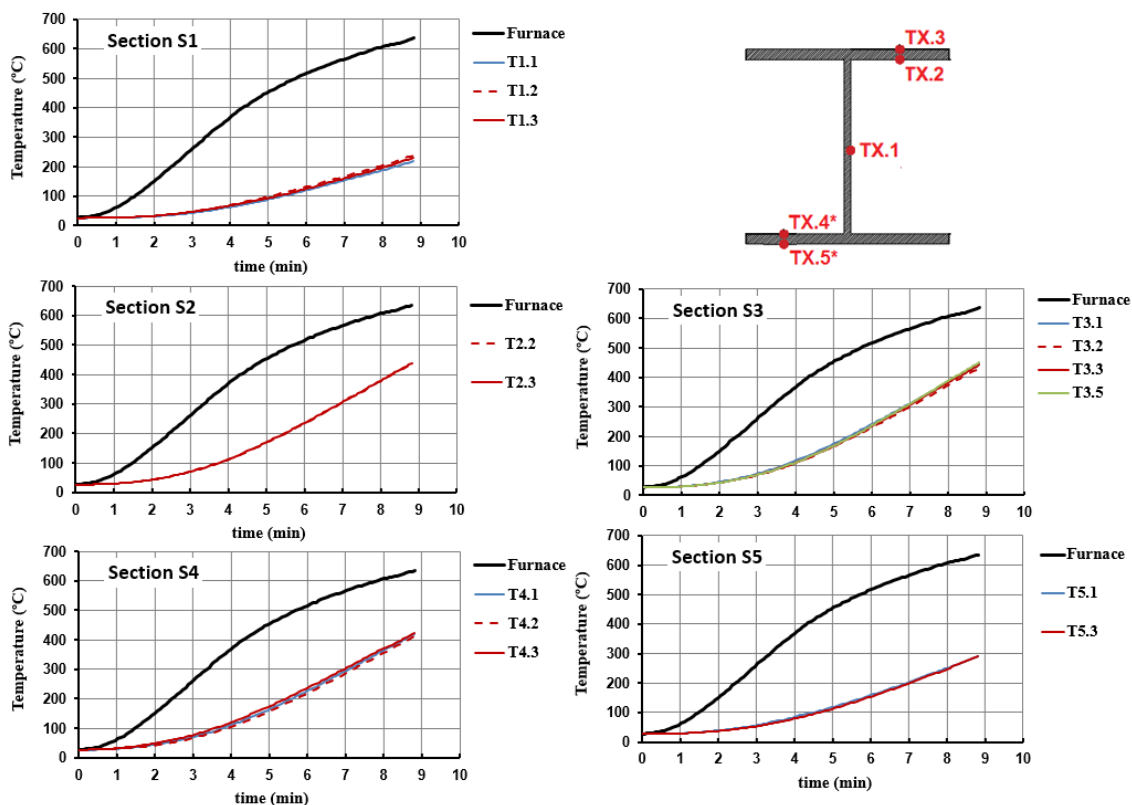 Section S1
Temperature (°C)
700
600
500
400
300
200
100
0
0 1 2 3 4 5 6 7 8 9 10
time (min)
Furnace
T1.1
T1.2
T1.3
TX.3
TX.2
TX.1
TX.4*
TX.5*
Section S2
Temperature (°C)
700
600
500
400
300
200
100
0
0 1 2 3 4 5 6 7 8 9 10
time (min)
Furnace
T2.2
T2.3
Section S3
Temperature (°C)
700
600
500
400
300
200
100
0
0 1 2 3 4 5 6 7 8 9 10
time (min)
Furnace
T3.1
T3.2
T3.3
T3.5
Section S4
Temperature (°C)
700
600
500
400
300
200
100
0
0 1 2 3 4 5 6 7 8 9 10
time (min)
Furnace
T4.1
T4.2
T4.3
Section S5
Temperature (°C)
700
600
500
400
300
200
100
0
0 1 2 3 4 5 6 7 8 9 10
time (min)
Furnace
T5.1
T5.3